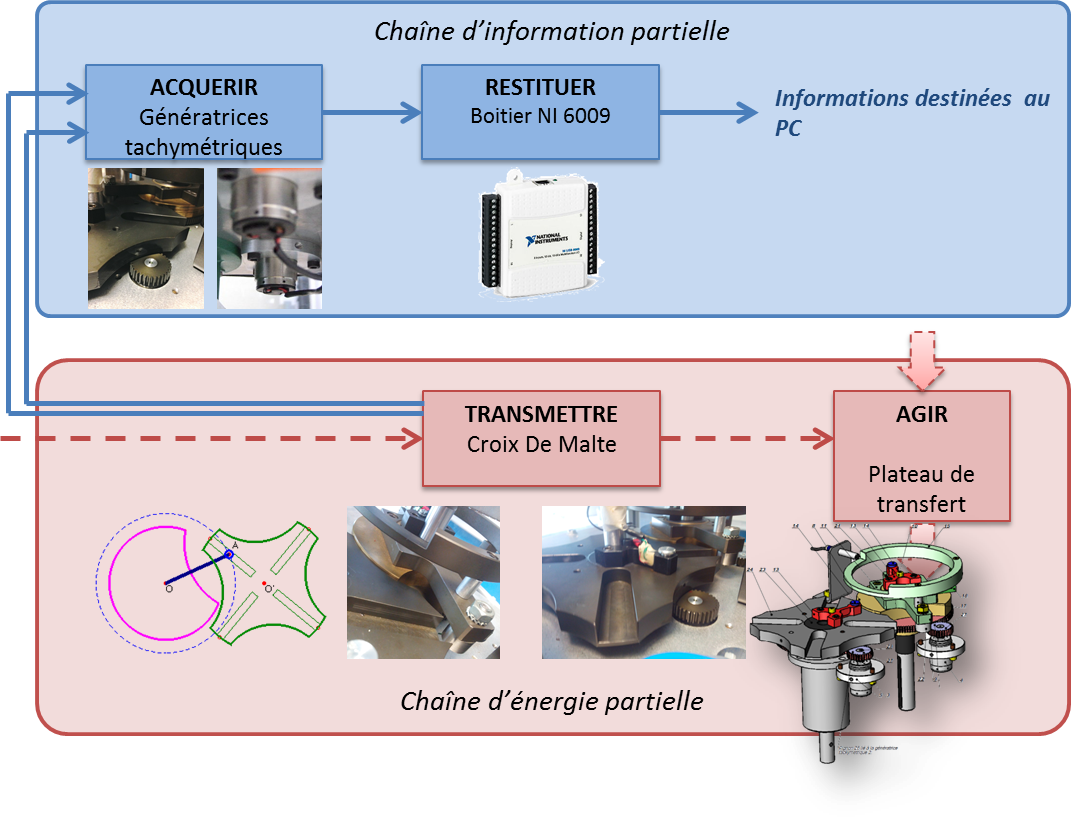 Chaîne d’information partielle
ACQUERIR
Génératrices
tachymétriques
RESTITUER
Boitier NI 6009
Informations destinées au
PC
NATIONAL
INSTRUMENTS
TRANSMETTRE
Croix De Malte
AGIR
Plateau de
transfert
A
O
O'
Chaîne d’énergie partielle